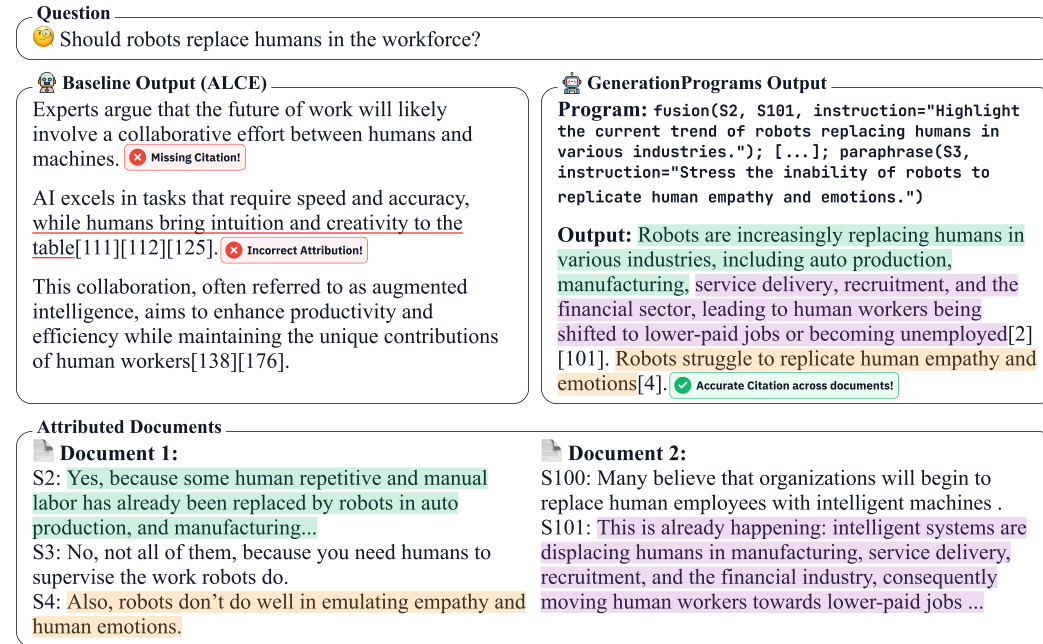 Question
Should robots replace humans in the workforce?
Baseline Output (ALCE)
Experts argue that the future of work will likely
involve a collaborative effort between humans and
machines. Missing Citation!
AI excels in tasks that require speed and accuracy,
while humans bring intuition and creativity to the
table[111][112][125]. Incorrect Attribution!
This collaboration, often referred to as augmented
intelligence, aims to enhance productivity and
efficiency while maintaining the unique contributions
of human workers[138][176].
GenerationPrograms Output
Program: fusion(S2, S101, instruction="Highlight
the current trend of robots replacing humans in
various industries."); [...]; paraphrase(S3,
instruction="Stress the inability of robots to
replicate human empathy and emotions.")
Output: Robots are increasingly replacing humans in
various industries, including auto production,
manufacturing, service delivery, recruitment, and the
financial sector, leading to human workers being
shifted to lower-paid jobs or becoming unemployed[2]
[101]. Robots struggle to replicate human empathy and
emotions[4]. Accurate Citation across documents!
Attributed Documents
Document 1:
S2: Yes, because some human repetitive and manual
labor has already been replaced by robots in auto
production, and manufacturing...
S3: No, not all of them, because you need humans to
supervise the work robots do.
S4: Also, robots don't do well in emulating empathy and
human emotions.
Document 2:
S100: Many believe that organizations will begin to
replace human employees with intelligent machines .
S101: This is already happening: intelligent systems are
displacing humans in manufacturing, service delivery,
recruitment, and the financial industry, consequently
moving human workers towards lower-paid jobs ...